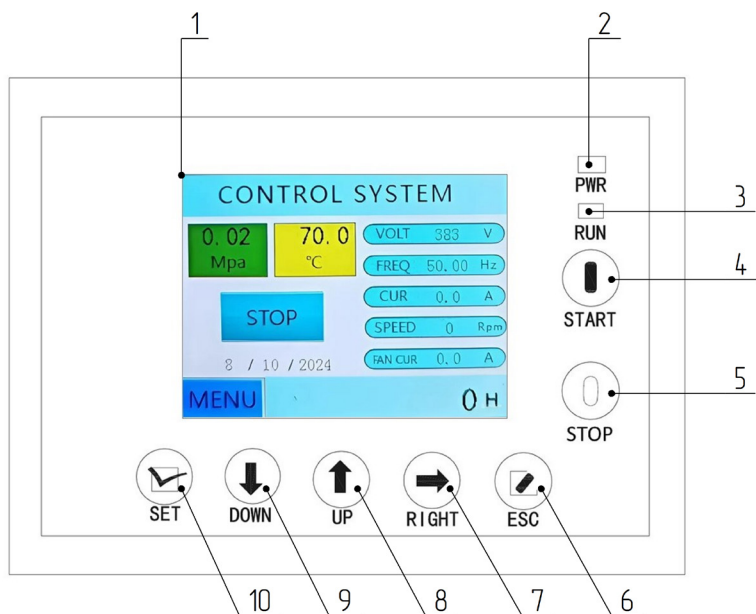 1
2
CONTROL SYSTEM
PWR
3
0.02
Mpa
70.0
℃
VOLT 383 V
RUN
4
FREQ 50.00 Hz
CUR 0.0 A
START
STOP
SPEED 0 Rpm
8 / 10 / 2024
FAN CUR 0.0 A
5
MENU
0 H
STOP
SET
DOWN
UP
RIGHT
ESC
10
9
8
7
6